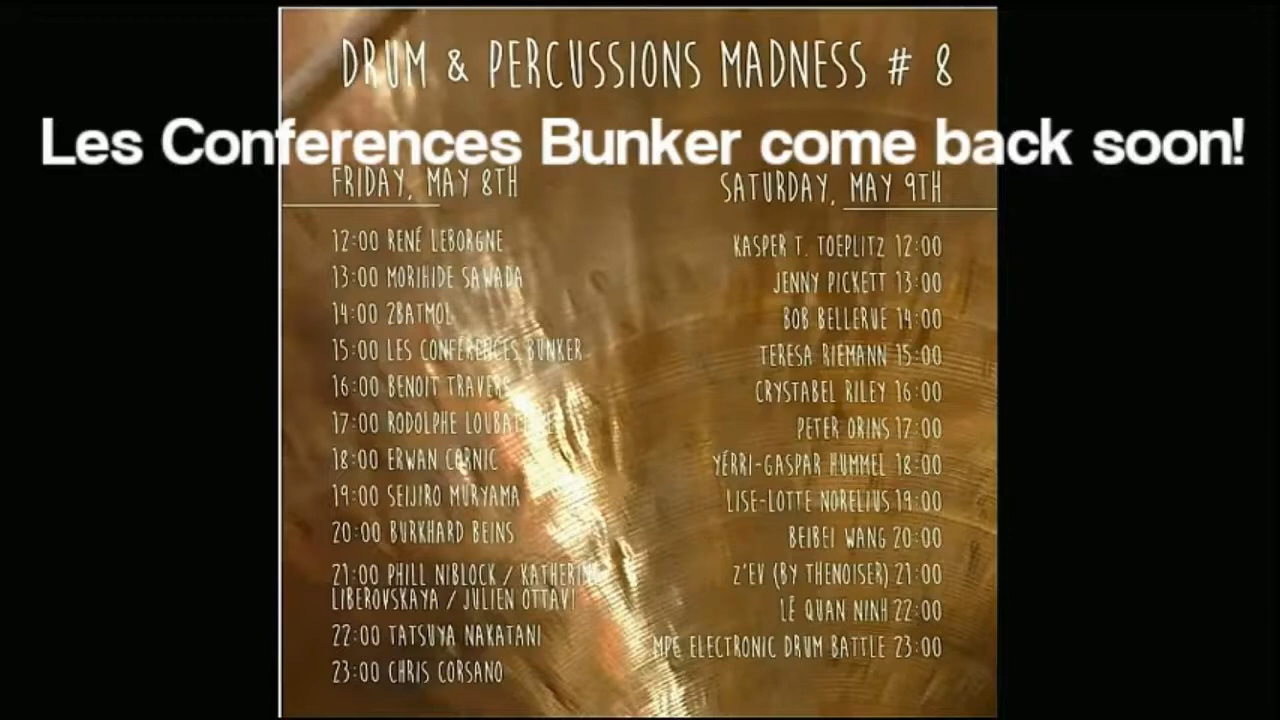 DRUM & PERCUSSIONS MADNESS # 8
Les Conferences Bunker come back soon!
FRIDAY, MAY 8TH
12:00 RENÉ LEBORGNE
13:00 MORIHIDE SAWADA
14:00 2BATMOL
15:00 LES CONFÉRENCES BUNKER
16:00 BENOIT TRAVERS
17:00 RODOLPHE
18:00 ERWAN CORNIC
19:00 SEIJIRO MURYAMA
20:00 BURKHARD BEINS
21:00 PHILL NIBLOCK / KATHERINE
LIBEROVSKAYA / JULIEN OTTAVI
22:00 TATSUYA NAKATANI
23:00 CHRIS CORSANO
SATURDAY, MAY 9TH
KASPER T. TOEPLITZ 12:00
JENNY PICKETT 13:00
BOB BELLERUE 14:00
TERESA RIEMANN 15:00
CRYSTABEL RILEY 16:00
PETER ORINS 17:00
YÉRRI-GASPAR HUMMEL 18:00
LISE-LOTTE NORELIUS 19:00
BEIBEI WANG 20:00
Z'EV (BY THENOISER) 21:00
LÊ QUAN NINH 22:00
MPE ELECTRONIC DRUM BATTLE 23:00